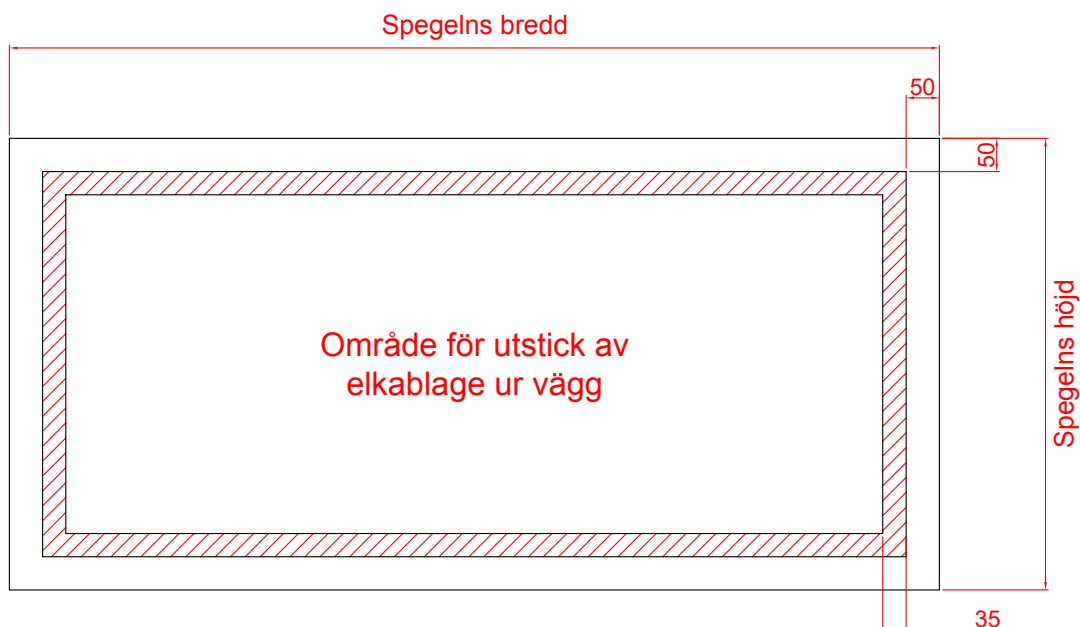 Spegelns bredd
50
50
Område för utstick av
elkablage ur vägg
Spegelns höjd
35